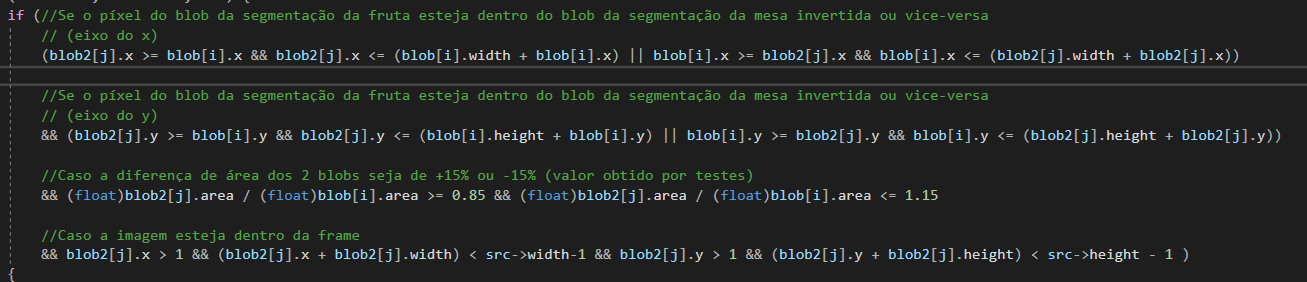 if (//Se o píxel do blob da segmentação da fruta esteja dentro do blob da segmentação da mesa invertida ou vice-versa
// (eixo do x)
(blob2[j].x >= blob[i].x && blob2[j].x <= (blob[i].width + blob[i].x) || blob[i].x >= blob2[j].x && blob[i].x <= (blob2[j].width + blob2[j].x))
//Se o píxel do blob da segmentação da fruta esteja dentro do blob da segmentação da mesa invertida ou vice-versa
// (eixo do y)
&& (blob2[j].y >= blob[i].y && blob2[j].y <= (blob[i].height + blob[i].y) || blob[i].y >= blob2[j].y && blob[i].y <= (blob2[j].height + blob2[j].y))
//Caso a diferença de área dos 2 blobs seja de +15% ou -15% (valor obtido por testes)
&& (float)blob2[j].area / (float)blob[i].area >= 0.85 && (float)blob2[j].area / (float)blob[i].area <= 1.15
//Caso a imagem esteja dentro da frame
&& blob2[j].x > 1 && (blob2[j].x + blob2[j].width) < src->width-1 && blob2[j].y > 1 && (blob2[j].y + blob2[j].height) < src->height - 1 )
{